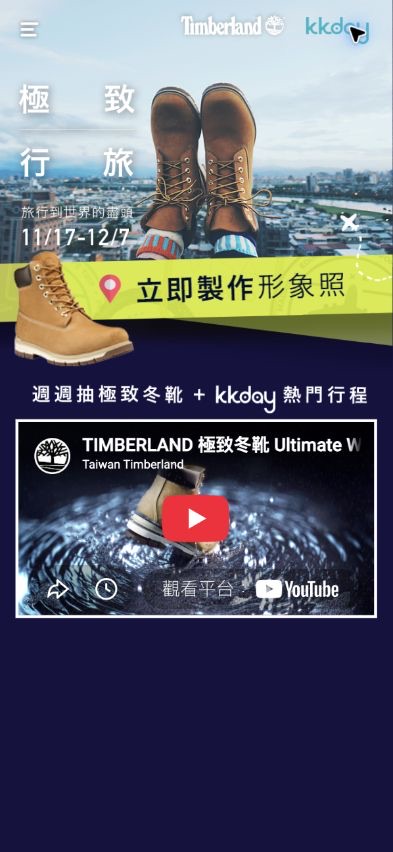 Timberland
kkday
極致
行旅
旅行到世界的盡頭
11/17-12/7
立即製作形象照
週週抽極致冬靴 + kkday 熱門行程
TIMBERLAND 極致冬靴 Ultimate W
Taiwan Timberland
觀看平台： YouTube